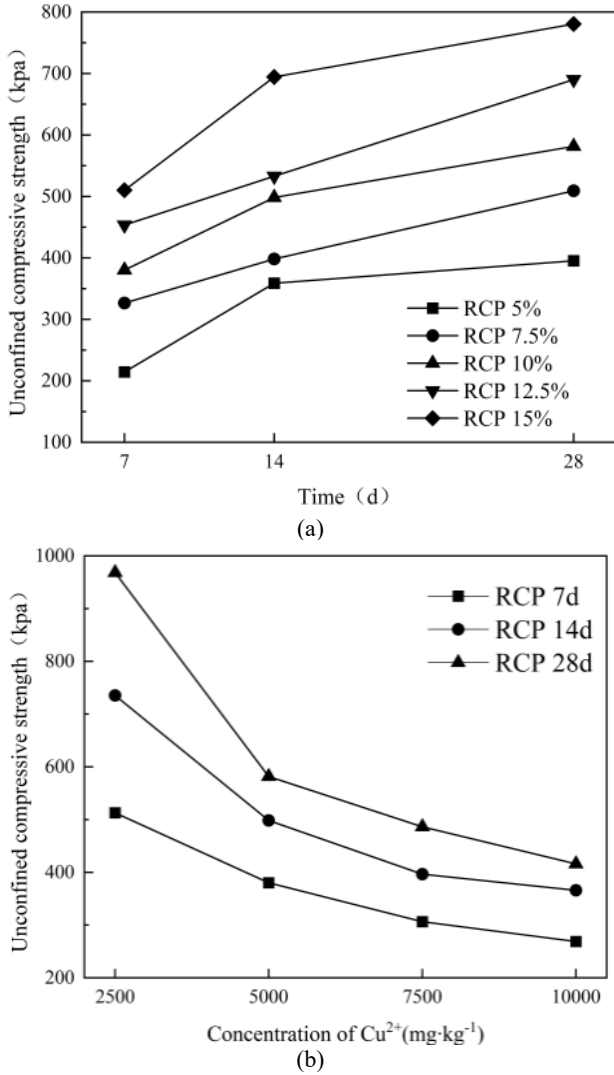 800
700
600
500
400
300
200
100
Unconfined compressive strength（kpa）
RCP 5%
RCP 7.5%
RCP 10%
RCP 12.5%
RCP 15%
7 14 28
Time（d）
(a)
1000
800
600
400
200
Unconfined compressive strength（kpa）
RCP 7d
RCP 14d
RCP 28d
2500 5000 7500 10000
Concentration of Cu²⁺(mg·kg⁻¹)
(b)